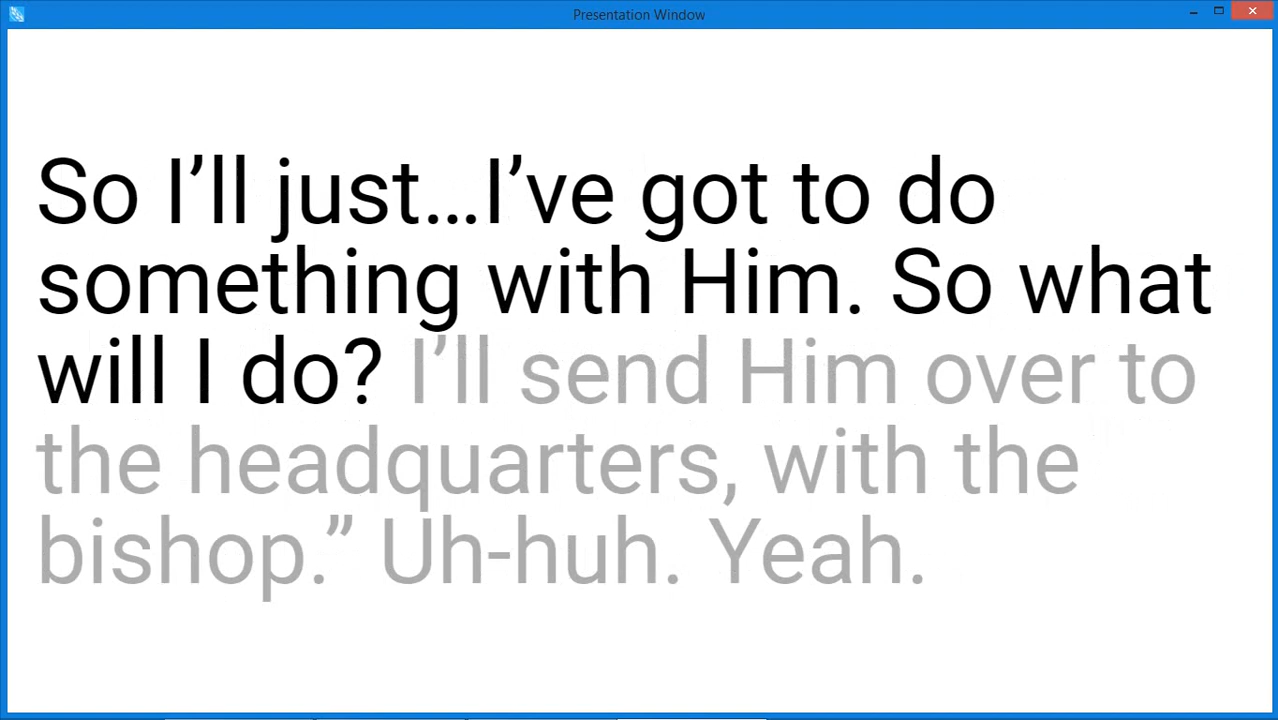 Presentation Window
So I’ll just…I’ve got to do
something with Him. So what
will I do? I’ll send Him over to
the headquarters, with the
bishop.” Uh-huh. Yeah.